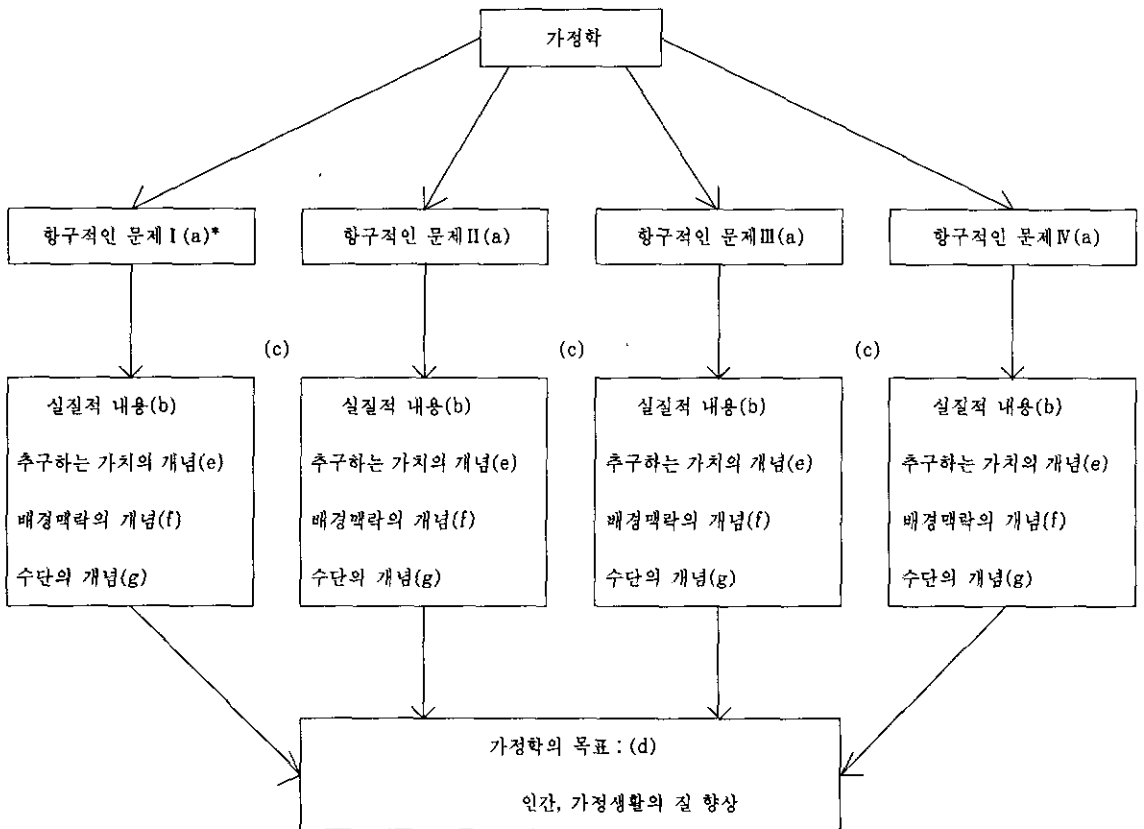 가정학
항구적인 문제Ⅰ(a)* 항구적인 문제Ⅱ(a) 항구적인 문제Ⅲ(a) 항구적인 문제Ⅳ(a)
(c) (c) (c)
실질적 내용(b) 실질적 내용(b) 실질적 내용(b) 실질적 내용(b)
추구하는 가치의 개념(e) 추구하는 가치의 개념(e) 추구하는 가치의 개념(e) 추구하는 가치의 개념(e)
배경맥락의 개념(f) 배경맥락의 개념(f) 배경맥락의 개념(f) 배경맥락의 개념(f)
수단의 개념(g) 수단의 개념(g) 수단의 개념(g) 수단의 개념(g)
가정학의 목표 : (d)
인간, 가정생활의 질 향상